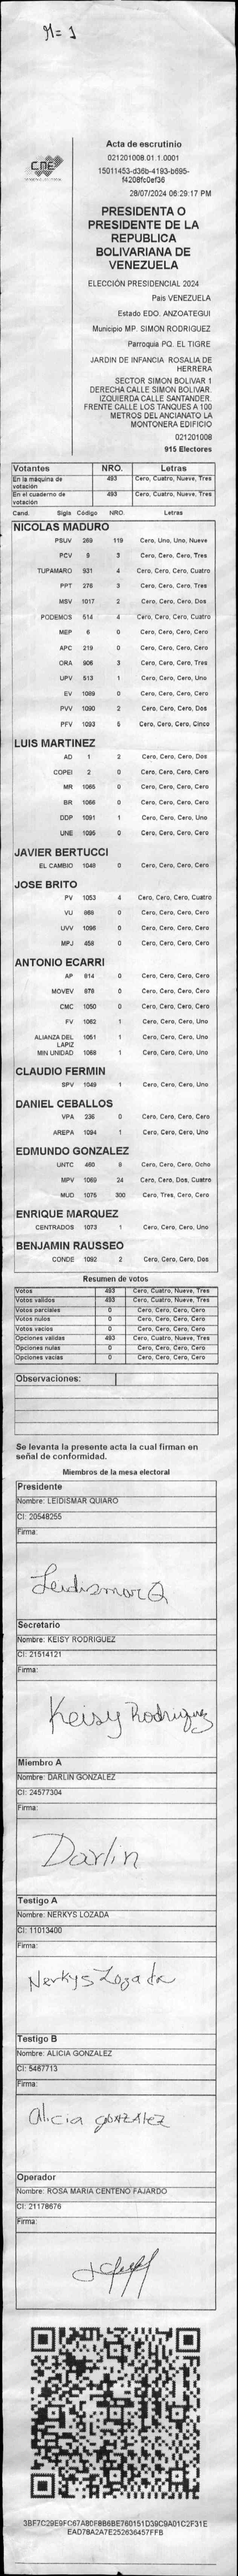 M= 1
CNE
Acta de escrutinio
021201008.01.1.0001
15011453-d36b-4193-b695-
f4208fc0ef36
28/07/2024 06:29:17 PM
PRESIDENTA O
PRESIDENTE DE LA
REPUBLICA
BOLIVARIANA DE
VENEZUELA
ELECCIÓN PRESIDENCIAL 2024
País VENEZUELA
Estado EDO. ANZOATEGUI
Municipio MP. SIMON RODRIGUEZ
Parroquia PQ. EL TIGRE
JARDIN DE INFANCIA ROSALIA DE
HERRERA
SECTOR SIMON BOLIVAR 1
DERECHA CALLE SIMON BOLIVAR.
IZQUIERDA CALLE SANTANDER.
FRENTE CALLE LOS TANQUES A 100
METROS DEL ANCIANATO LA
MONTONERA EDIFICIO
021201008
915 Electores
Votantes NRO. Letras
En la máquina de votación 493 Cero, Cuatro, Nueve, Tres
En el cuaderno de votación 493 Cero, Cuatro, Nueve, Tres
Cand. Sigla Código NRO. Letras
NICOLAS MADURO
PSUV 269 119 Cero, Uno, Uno, Nueve
PCV 8 3 Cero, Cero, Cero, Tres
TUPAMARO 931 4 Cero, Cero, Cero, Cuatro
PPT 276 3 Cero, Cero, Cero, Tres
MSV 1017 2 Cero, Cero, Cero, Dos
PODEMOS 514 4 Cero, Cero, Cero, Cuatro
MEP 6 0 Cero, Cero, Cero, Cero
APC 219 0 Cero, Cero, Cero, Cero
ORA 906 3 Cero, Cero, Cero, Tres
UPV 513 1 Cero, Cero, Cero, Uno
EV 1089 0 Cero, Cero, Cero, Cero
PVV 1090 2 Cero, Cero, Cero, Dos
PFV 1093 5 Cero, Cero, Cero, Cinco
LUIS MARTINEZ
AD 1 2 Cero, Cero, Cero, Dos
COPEI 2 0 Cero, Cero, Cero, Cero
MR 1065 0 Cero, Cero, Cero, Cero
BR 1066 0 Cero, Cero, Cero, Cero
DDP 1091 1 Cero, Cero, Cero, Uno
UNE 1095 0 Cero, Cero, Cero, Cero
JAVIER BERTUCCI
EL CAMBIO 1048 0 Cero, Cero, Cero, Cero
JOSE BRITO
PV 1053 4 Cero, Cero, Cero, Cuatro
VU 868 0 Cero, Cero, Cero, Cero
UVV 1096 0 Cero, Cero, Cero, Cero
MPJ 458 0 Cero, Cero, Cero, Cero
ANTONIO ECARRI
AP 814 0 Cero, Cero, Cero, Cero
MOVEV 878 0 Cero, Cero, Cero, Cero
CMC 1050 0 Cero, Cero, Cero, Cero
FV 1062 1 Cero, Cero, Cero, Uno
ALIANZA DEL LAPIZ 1051 1 Cero, Cero, Cero, Uno
MIN UNIDAD 1068 1 Cero, Cero, Cero, Uno
CLAUDIO FERMIN
SPV 1049 1 Cero, Cero, Cero, Uno
DANIEL CEBALLOS
VPA 236 0 Cero, Cero, Cero, Cero
AREPA 1094 1 Cero, Cero, Cero, Uno
EDMUNDO GONZALEZ
UNTC 460 8 Cero, Cero, Cero, Ocho
MPV 1069 24 Cero, Cero, Dos, Cuatro
MUD 1076 300 Cero, Tres, Cero, Cero
ENRIQUE MARQUEZ
CENTRADOS 1073 1 Cero, Cero, Cero, Uno
BENJAMIN RAUSSEO
CONDE 1092 2 Cero, Cero, Cero, Dos
Resumen de votos
Votos 493 Cero, Cuatro, Nueve, Tres
Votos validos 493 Cero, Cuatro, Nueve, Tres
Votos parciales 0 Cero, Cero, Cero, Cero
Votos nulos 0 Cero, Cero, Cero, Cero
Votos vacios 0 Cero, Cero, Cero, Cero
Opciones validas 493 Cero, Cuatro, Nueve, Tres
Opciones nulas 0 Cero, Cero, Cero, Cero
Opciones vacias 0 Cero, Cero, Cero, Cero
Observaciones:
Se levanta la presente acta la cual firman en
señal de conformidad.
Miembros de la mesa electoral
Presidente
Nombre: LEIDISMAR QUIARO
CI: 20548255
Firma:
Leidismar Q
Secretario
Nombre: KEISY RODRIGUEZ
CI: 21514121
Firma:
Keisy Rodriguez
Miembro A
Nombre: DARLIN GONZALEZ
CI: 24577304
Firma:
Darlin
Testigo A
Nombre: NERKYS LOZADA
CI: 11013400
Firma:
Nerkys Lozada
Testigo B
Nombre: ALICIA GONZALEZ
CI: 5467713
Firma:
Alicia gonzalez
Operador
Nombre: ROSA MARIA CENTENO FAJARDO
CI: 21178676
Firma:
3BF7C29E9FC67A80F8B6BE760151D39C9A01C2F31E
EAD78A2A7E252636457FFB